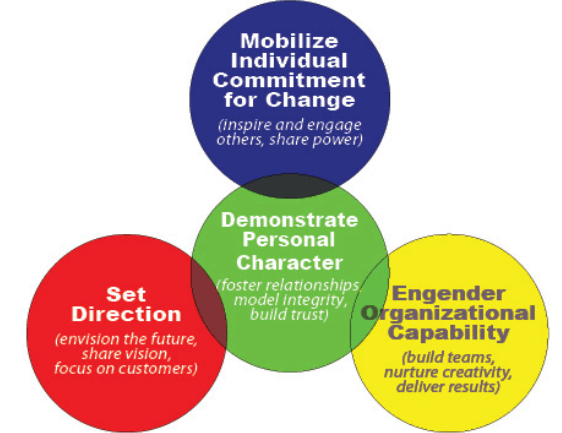 Mobilize
Individual
Commitment
for Change
(inspire and engage
others, share power)
Demonstrate
Personal
Character
(foster relationships,
model integrity,
build trust)
Set
Direction
(envision the future,
share vision,
focus on customers)
Engender
Organizational
Capability
(build teams,
nurture creativity,
deliver results)